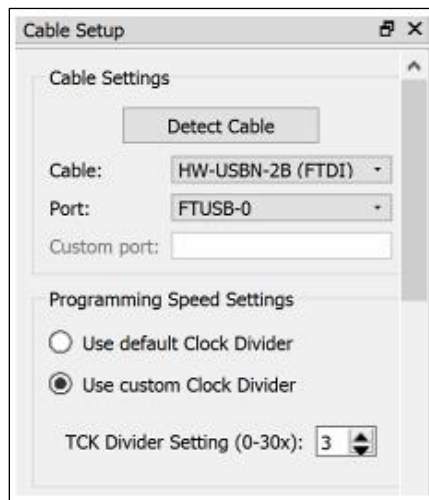 Cable Setup
Cable Settings
Detect Cable
Cable: HW-USBN-2B (FTDI)
Port: FTUSB-0
Custom port:
Programming Speed Settings
Use default Clock Divider
Use custom Clock Divider
TCK Divider Setting (0-30x): 3